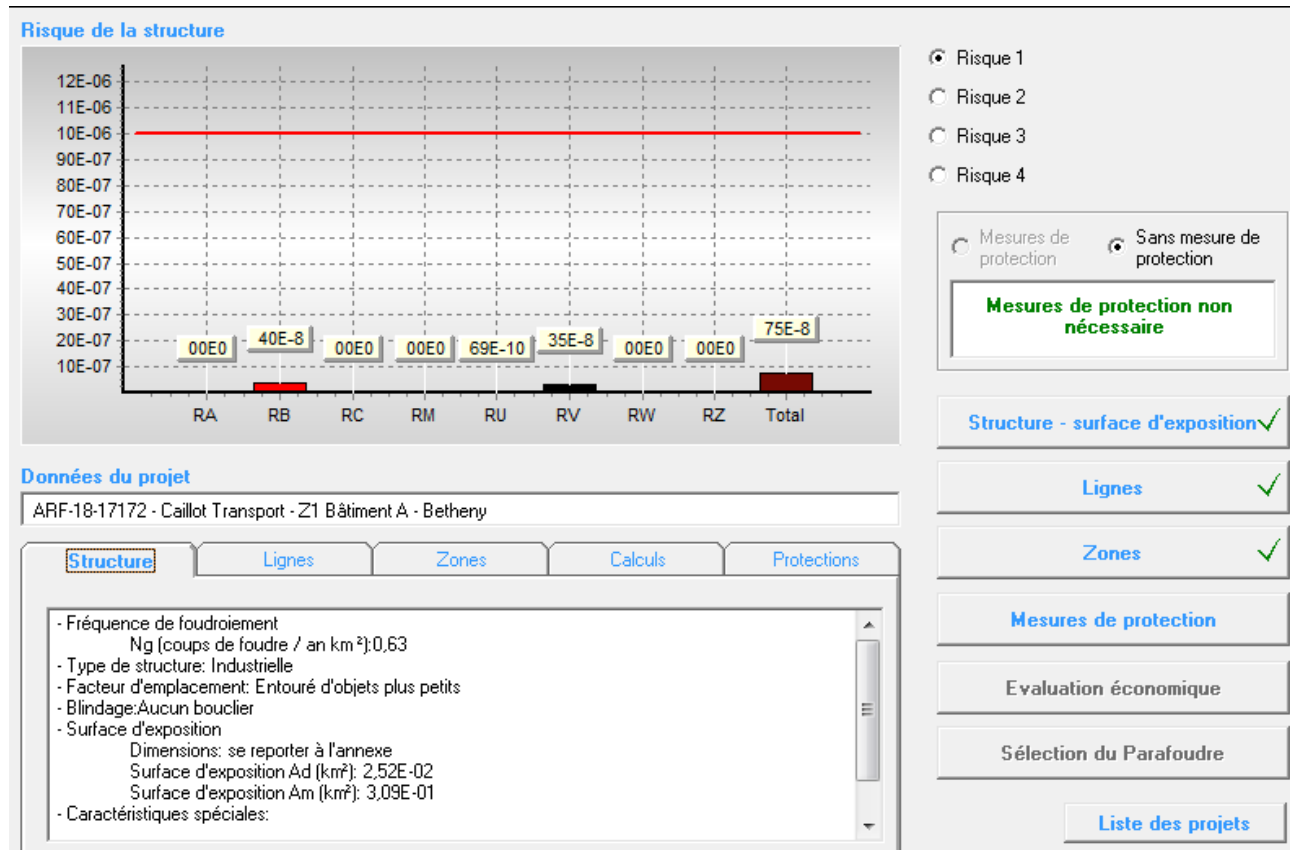 Risque de la structure
12E-06
11E-06
10E-06
90E-07
80E-07
70E-07
60E-07
50E-07
40E-07
30E-07
20E-07
10E-07
00E0
40E-8
00E0
00E0
69E-10
35E-8
00E0
00E0
75E-8
RA RB RC RM RU RV RW RZ Total
Risque 1
Risque 2
Risque 3
Risque 4
Mesures de
protection
Sans mesure de
protection
Mesures de protection non
nécessaire
Structure - surface d'exposition
Lignes
Zones
Mesures de protection
Evaluation économique
Sélection du Parafoudre
Liste des projets
Données du projet
ARF-18-17172 - Caillot Transport - Z1 Bâtiment A - Betheny
Structure Lignes Zones Calculs Protections
- Fréquence de foudroiement
Ng (coups de foudre / an km²):0,63
- Type de structure: Industrielle
- Facteur d'emplacement: Entouré d'objets plus petits
- Blindage:Aucun bouclier
- Surface d'exposition
Dimensions: se reporter à l'annexe
Surface d'exposition Ad (km²): 2,52E-02
Surface d'exposition Am (km²): 3,09E-01
- Caractéristiques spéciales: